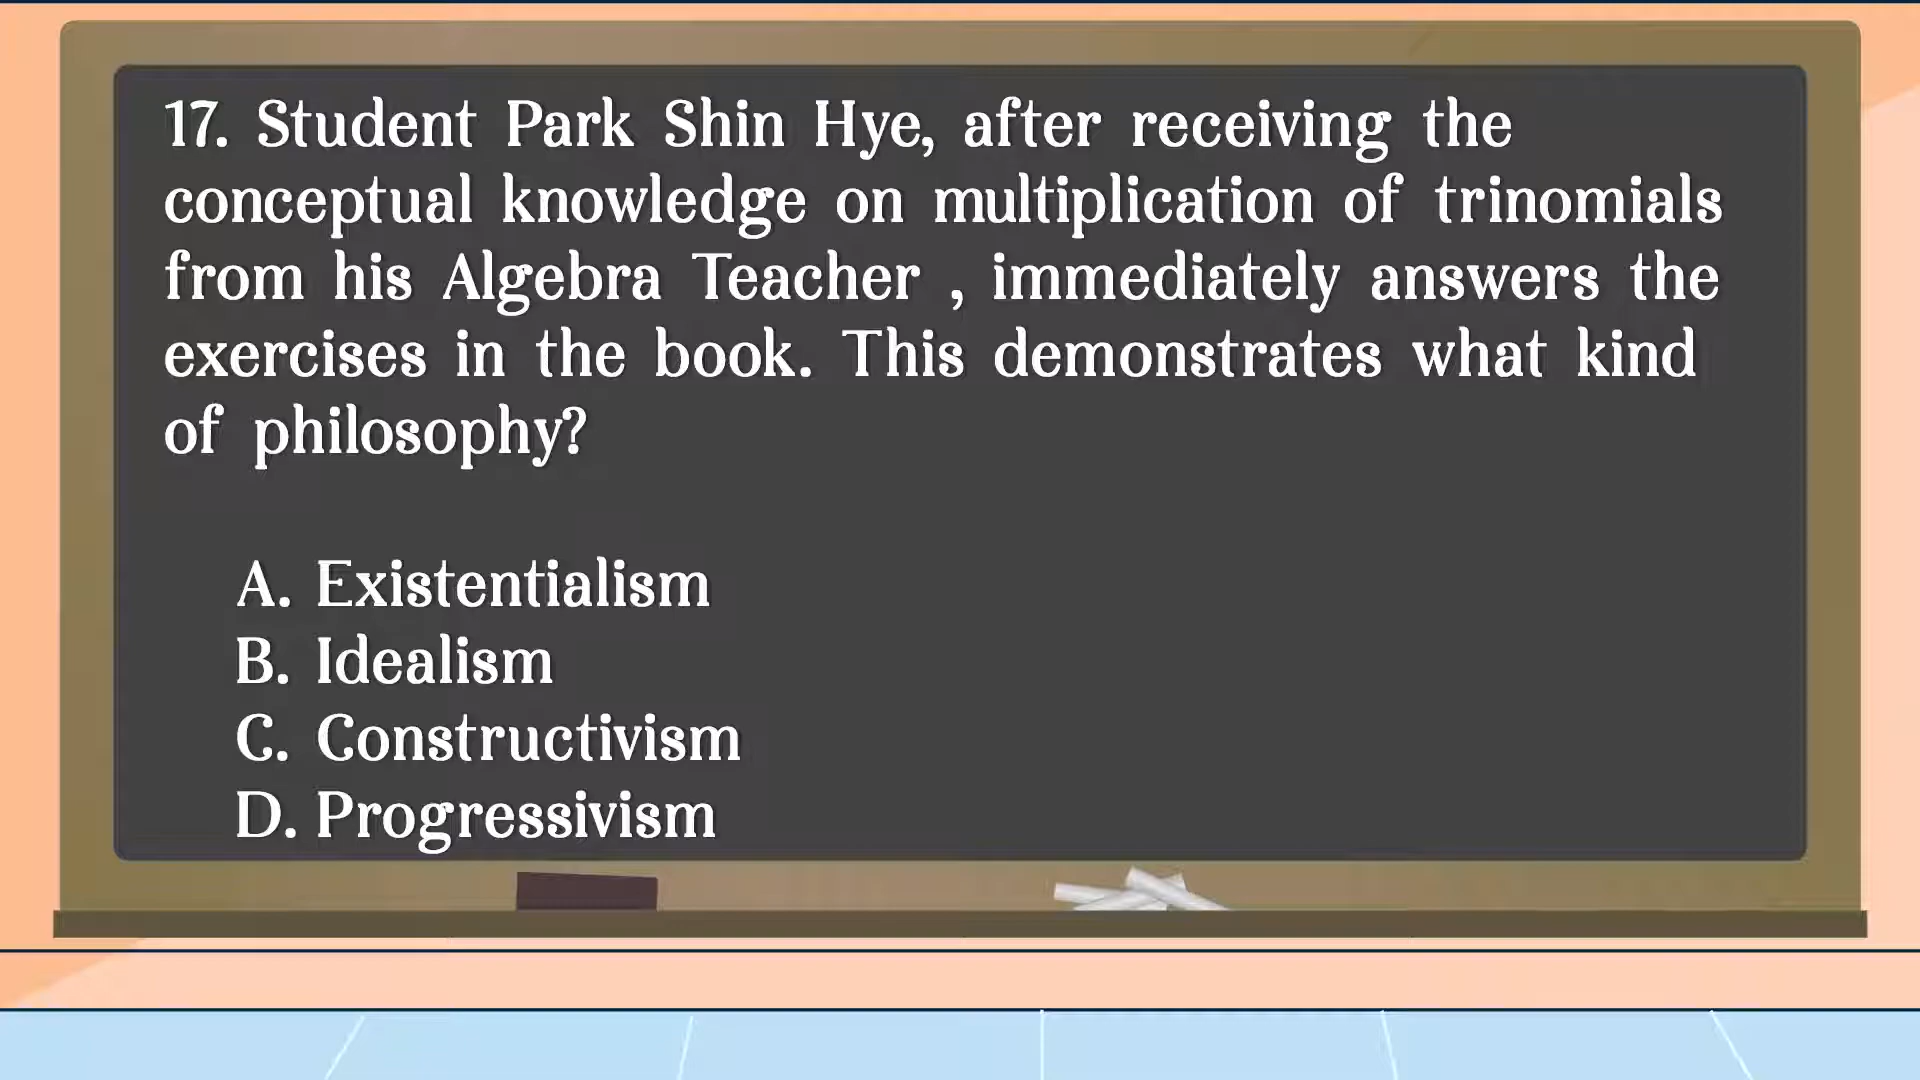 17. Student Park Shin Hye, after receiving the
conceptual knowledge on multiplication of trinomials
from his Algebra Teacher , immediately answers the
exercises in the book. This demonstrates what kind
of philosophy?
A. Existentialism
B. Idealism
C. Constructivism
D. Progressivism